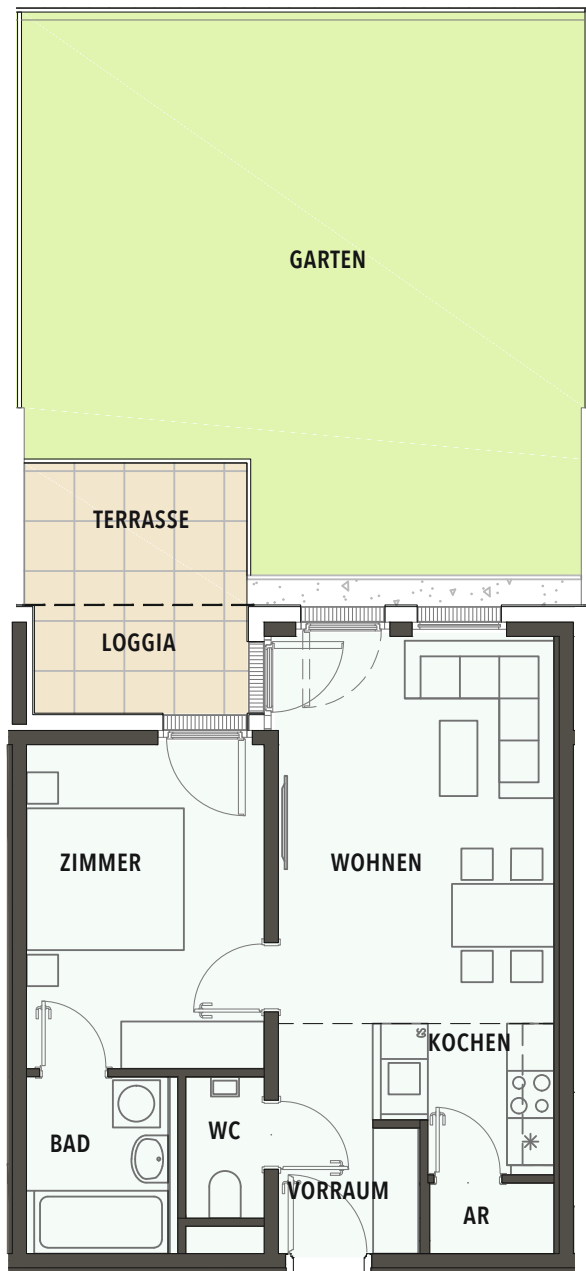 GARTEN
TERRASSE
LOGGIA
ZIMMER
WOHNEN
KOCHEN
WC
BAD
VORRAUM
AR